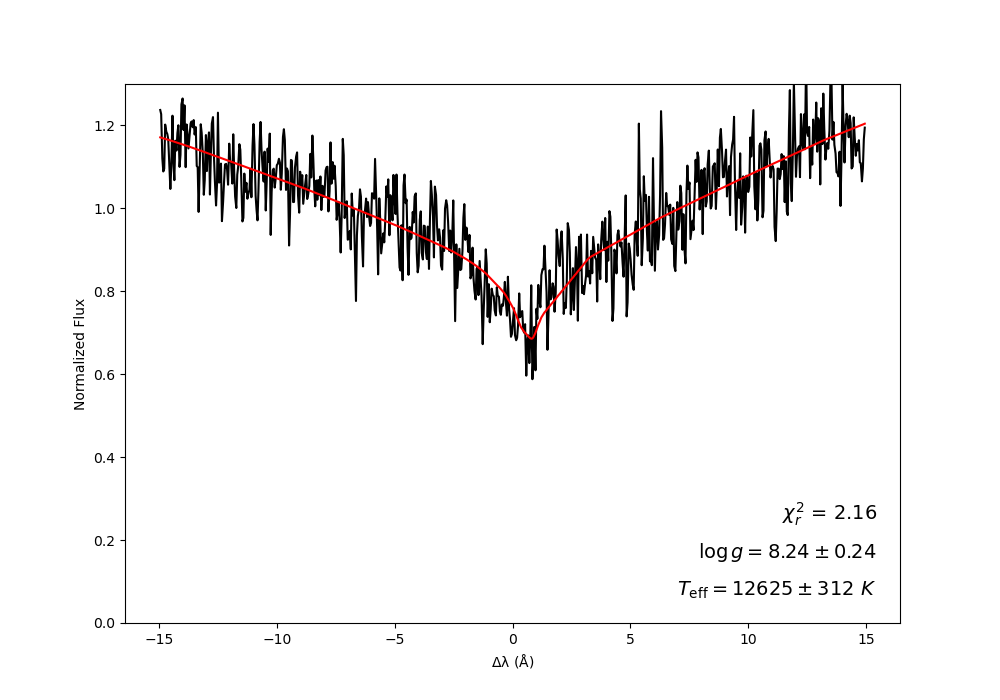 1.2
1.0
0.8
0.6
0.4
0.2
0.0
Normalized Flux
χ²ᵣ = 2.16
log g = 8.24 ± 0.24
T_eff = 12625 ± 312 K
−15 −10 −5 0 5 10 15
Δλ (Å)